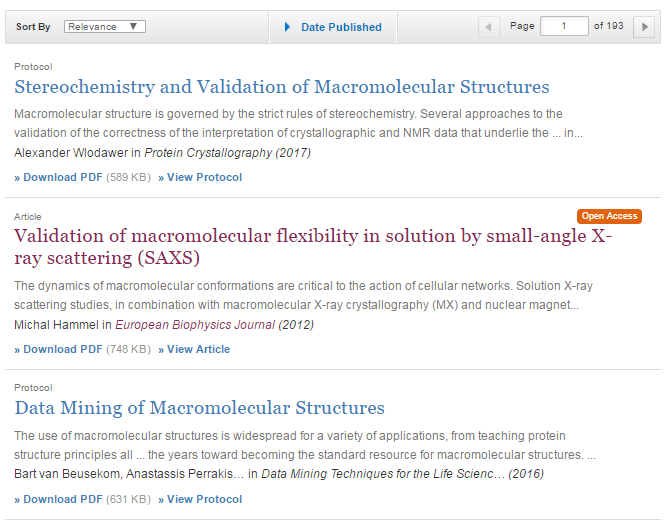 Sort By Relevance ▼ Date Published Page 1 of 193
Protocol
Stereochemistry and Validation of Macromolecular Structures
Macromolecular structure is governed by the strict rules of stereochemistry. Several approaches to the
validation of the correctness of the interpretation of crystallographic and NMR data that underlie the ... in...
Alexander Wlodawer in Protein Crystallography (2017)
» Download PDF (589 KB) » View Protocol
Article Open Access
Validation of macromolecular flexibility in solution by small-angle X-
ray scattering (SAXS)
The dynamics of macromolecular conformations are critical to the action of cellular networks. Solution X-ray
scattering studies, in combination with macromolecular X-ray crystallography (MX) and nuclear magnet...
Michal Hammel in European Biophysics Journal (2012)
» Download PDF (748 KB) » View Article
Protocol
Data Mining of Macromolecular Structures
The use of macromolecular structures is widespread for a variety of applications, from teaching protein
structure principles all ... the years toward becoming the standard resource for macromolecular structures. ...
Bart van Beusekom, Anastassis Perrakis… in Data Mining Techniques for the Life Scienc… (2016)
» Download PDF (631 KB) » View Protocol